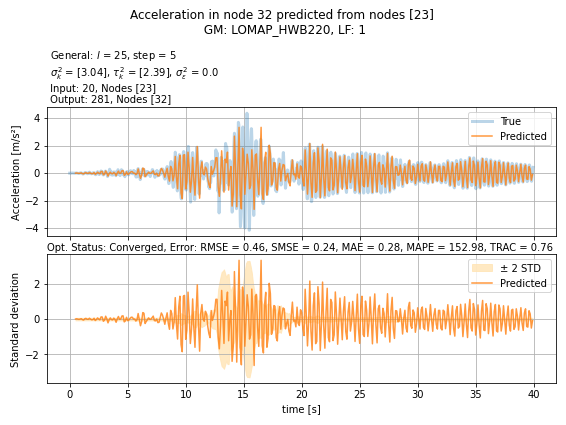 Acceleration in node 32 predicted from nodes [23]
GM: LOMAP_HWB220, LF: 1
General: l = 25, step = 5
σ²ₖ = [3.04], τ²ₖ = [2.39], σ²ε = 0.0
Input: 20, Nodes [23]
Output: 281, Nodes [32]
Acceleration [m/s²]
4
2
0
−2
−4
True
Predicted
Opt. Status: Converged, Error: RMSE = 0.46, SMSE = 0.24, MAE = 0.28, MAPE = 152.98, TRAC = 0.76
Standard deviation
2
0
−2
± 2 STD
Predicted
0 5 10 15 20 25 30 35 40
time [s]